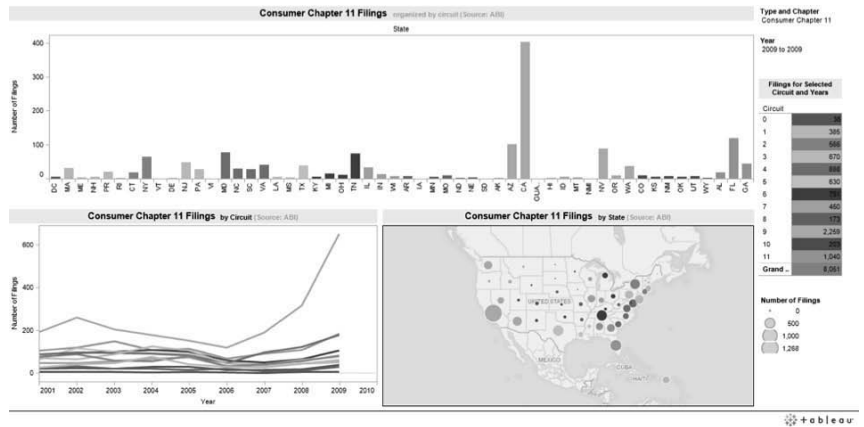 Consumer Chapter 11 Filings organized by circuit (Source: ABI)
State
Number of Filings
400
300
200
100
0
DC MA ME NH PR RI CT NY VT DE NJ PA VI MD NC SC VA LA MS TX KY MI OH TN IL IN WI AR IA MN MO ND NE SD AK AZ CA GUA.. HI ID MT NMI NV OR WA CO KS NM OK UT WY AL FL GA
Type and Chapter
Consumer Chapter 11
Year
2009 to 2009
Filings for Selected
Circuit and Years
Circuit
0
1 385
2 566
3 670
4
5 630
6
7 460
8 173
9 2,259
10 203
11 1,040
Grand ..
Number of Filings
0
500
1,000
1,268
Consumer Chapter 11 Filings by Circuit (Source: ABI)
Number of Filings
600
400
200
0
2001 2002 2003 2004 2005 2006 2007 2008 2009 2010
Year
Consumer Chapter 11 Filings by State (Source: ABI)
UNITED STATES
MEXICO
CUBA
HAITI
+ a b l e a u